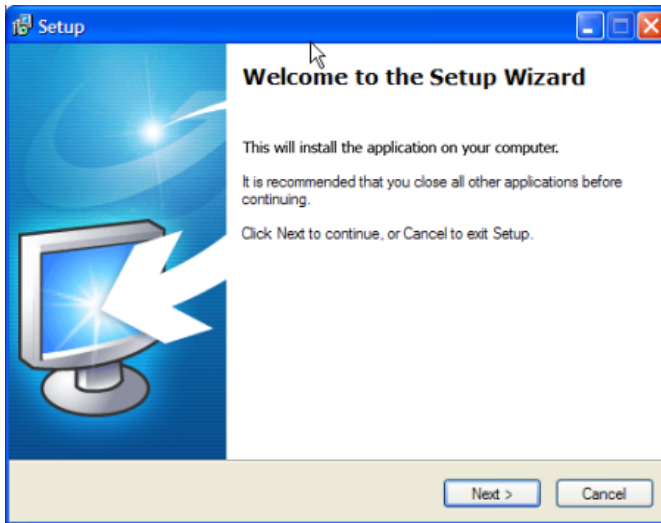 Setup
Welcome to the Setup Wizard
This will install the application on your computer.
It is recommended that you close all other applications before
continuing.
Click Next to continue, or Cancel to exit Setup.
Next >
Cancel